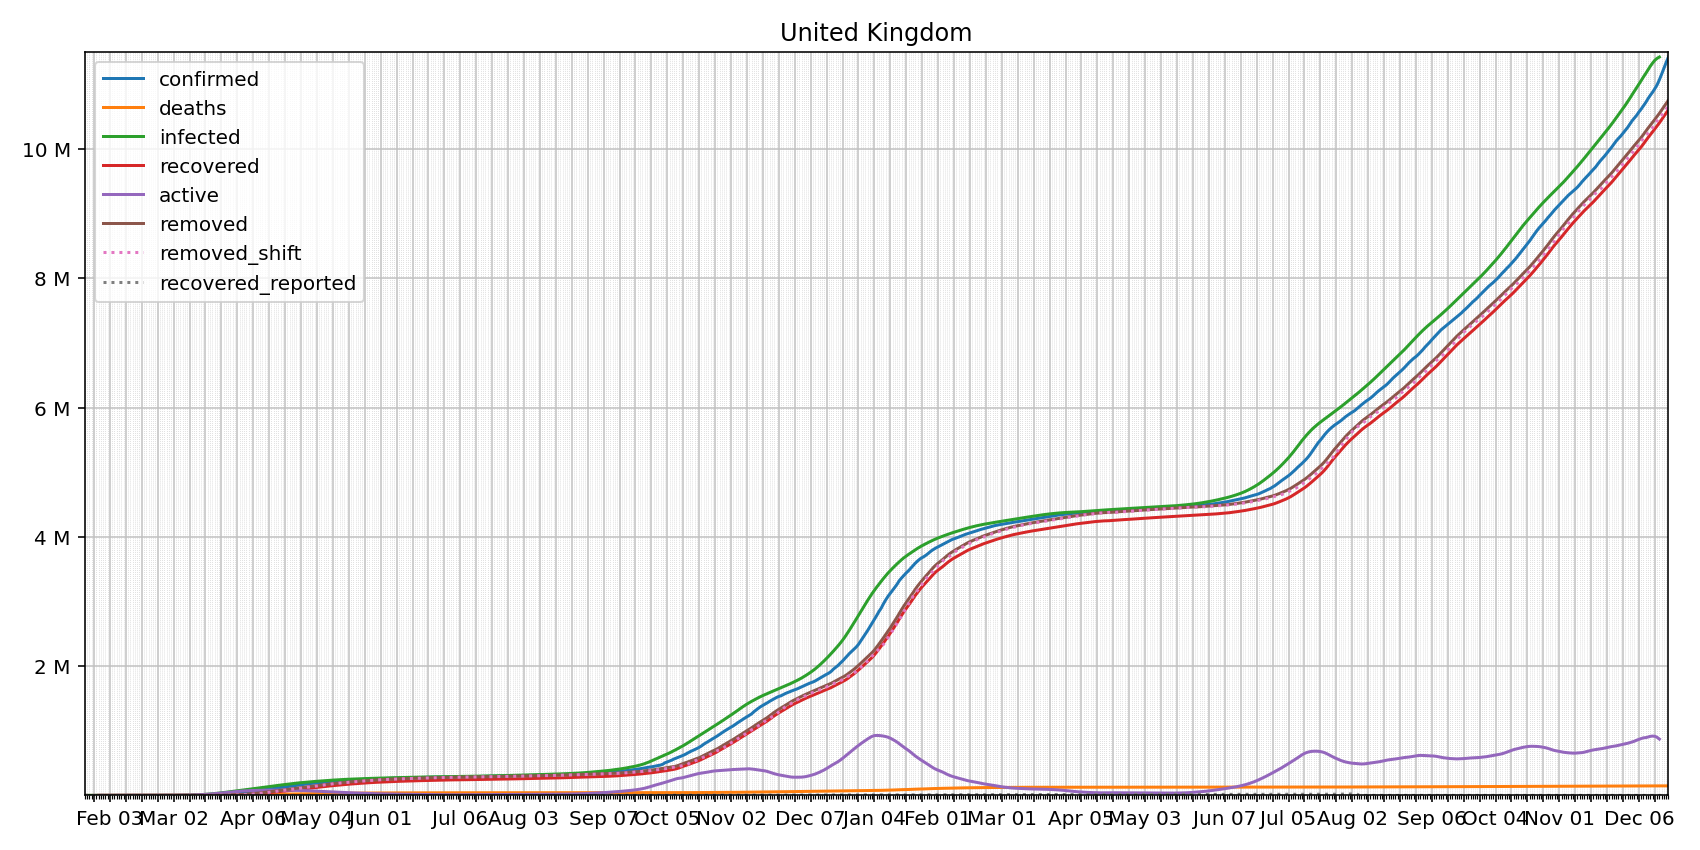 United Kingdom
confirmed
deaths
infected
recovered
active
removed
removed_shift
recovered_reported
10 M
8 M
6 M
4 M
2 M
Feb 03 Mar 02 Apr 06 May 04 Jun 01 Jul 06 Aug 03 Sep 07 Oct 05 Nov 02 Dec 07 Jan 04 Feb 01 Mar 01 Apr 05 May 03 Jun 07 Jul 05 Aug 02 Sep 06 Oct 04 Nov 01 Dec 06